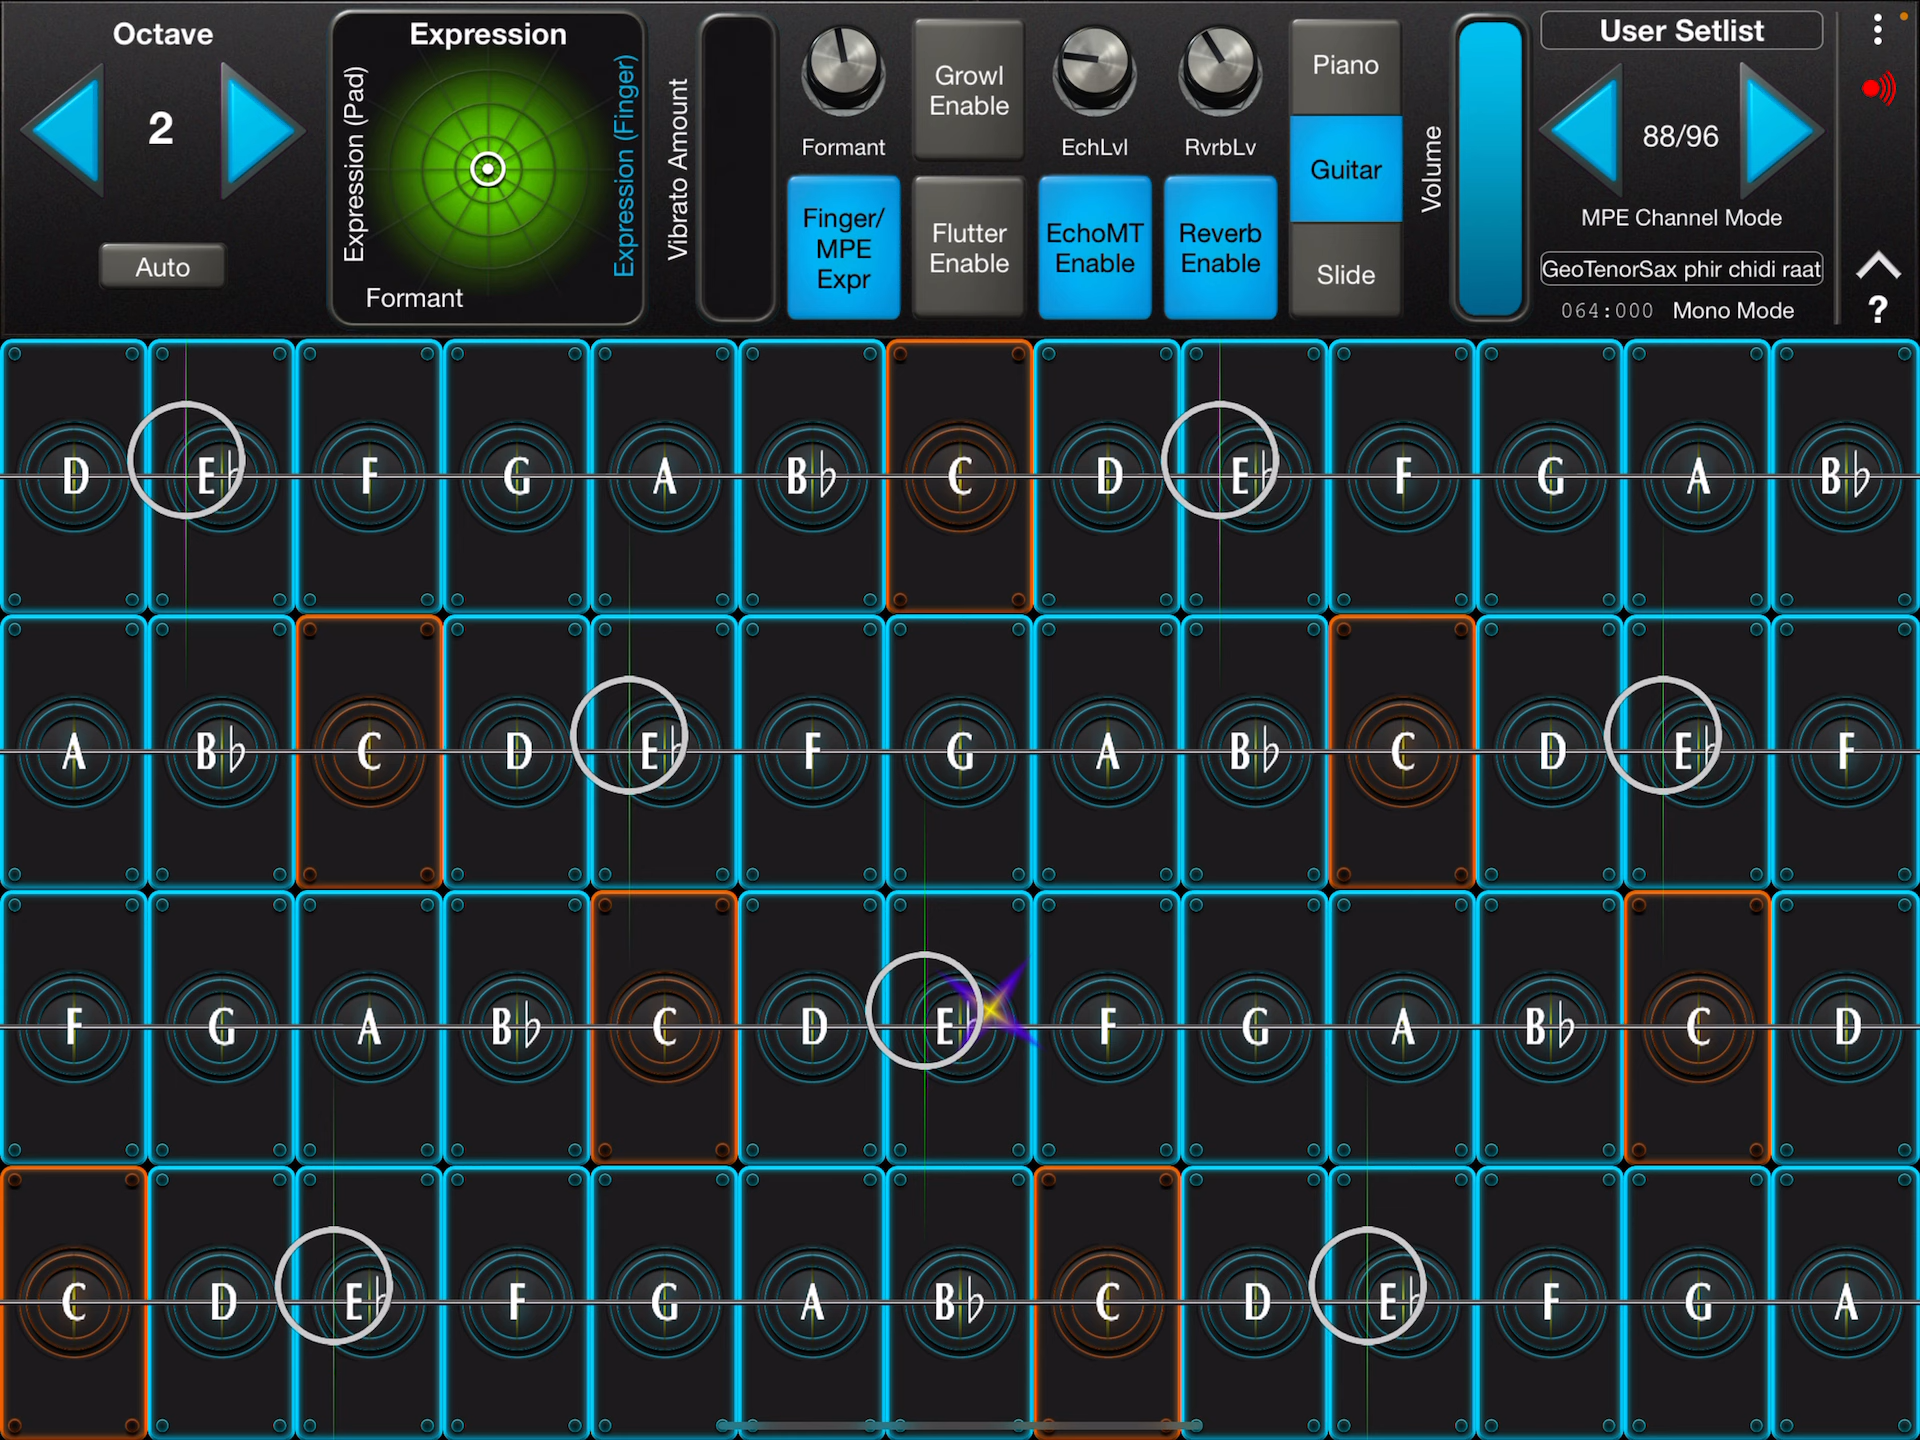 Octave
2
Auto
Expression
Expression (Pad)
Expression (Finger)
Formant
Vibrato Amount
Formant
Finger/
MPE
Expr
Growl
Enable
Flutter
Enable
EchLvl
EchoMT
Enable
RvrbLv
Reverb
Enable
Piano
Guitar
Slide
Volume
User Setlist
88/96
MPE Channel Mode
GeoTenorSax phir chidi raat
064:000 Mono Mode
?
D E♭ F G A B♭ C D E♭ F G A B♭
A B♭ C D E♭ F G A B♭ C D E♭ F
F G A B♭ C D E♭ F G A B♭ C D
C D E♭ F G A B♭ C D E♭ F G A